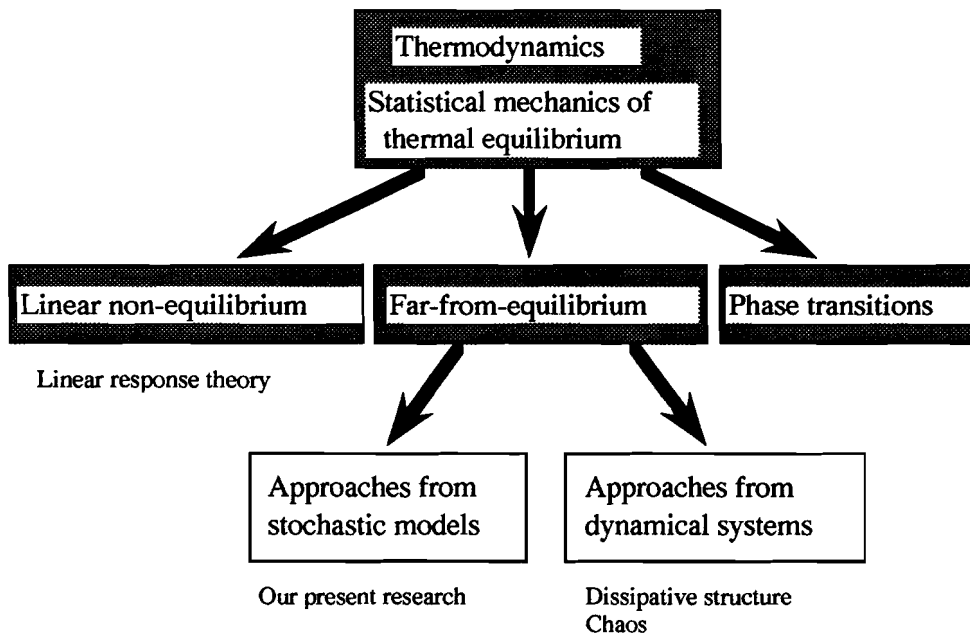 Thermodynamics
Statistical mechanics of
thermal equilibrium
Linear non-equilibrium
Far-from-equilibrium
Phase transitions
Linear response theory
Approaches from
stochastic models
Approaches from
dynamical systems
Our present research
Dissipative structure
Chaos